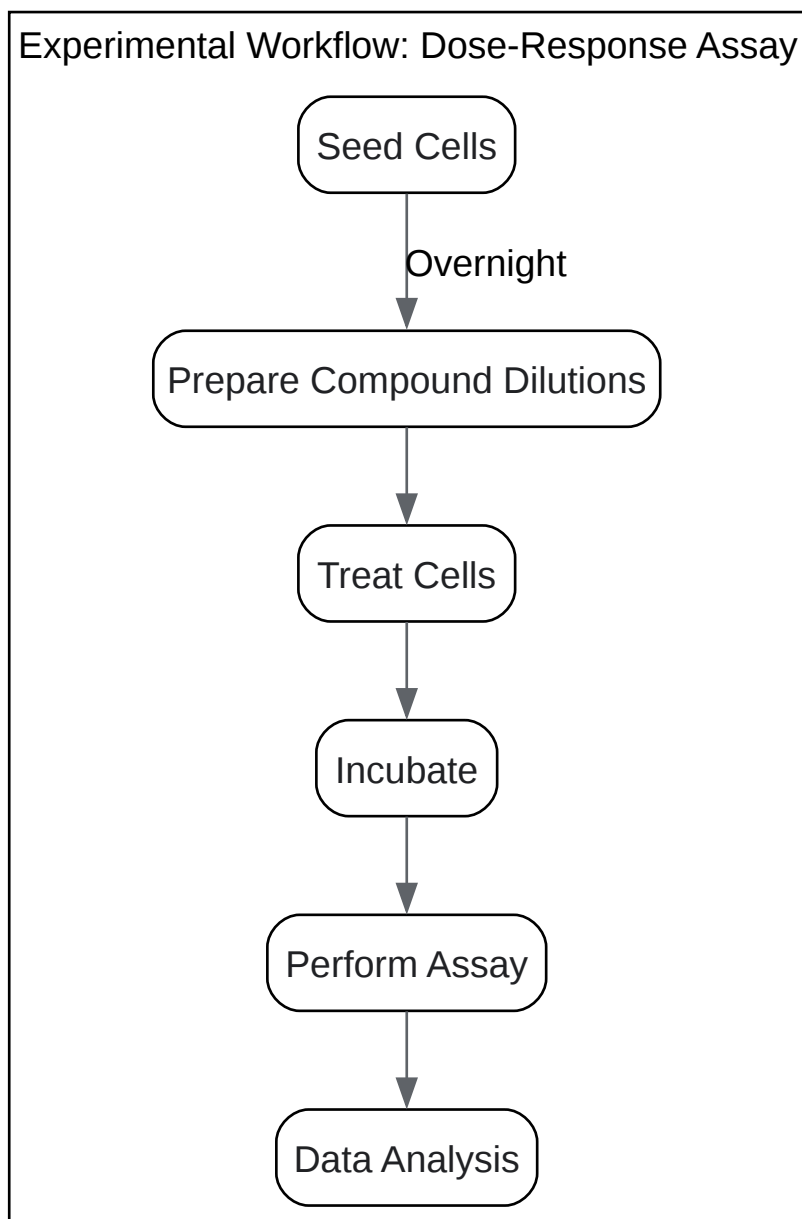 Experimental Workflow: Dose-Response Assay
Seed Cells
Overnight
Prepare Compound Dilutions
Treat Cells
Incubate
Perform Assay
Data Analysis